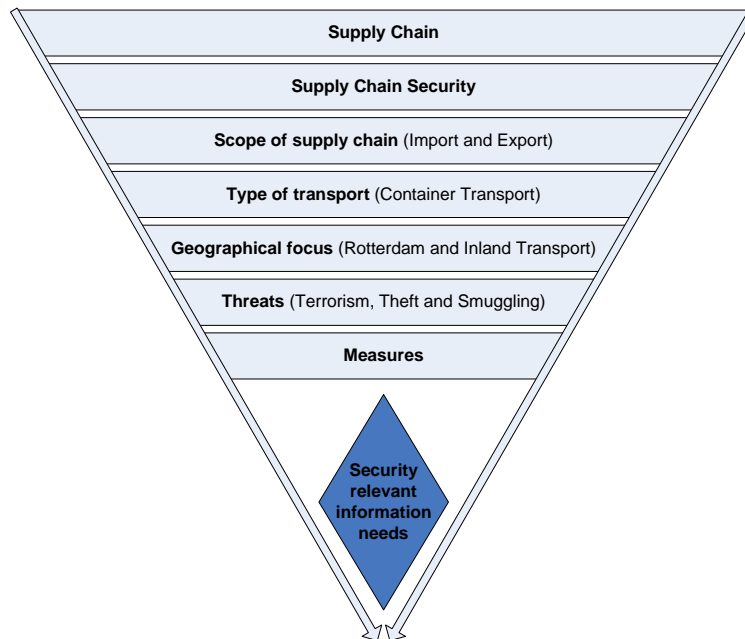 Supply Chain
Supply Chain Security
Scope of supply chain (Import and Export)
Type of transport (Container Transport)
Geographical focus (Rotterdam and Inland Transport)
Threats (Terrorism, Theft and Smuggling)
Measures
Security
relevant
information
needs